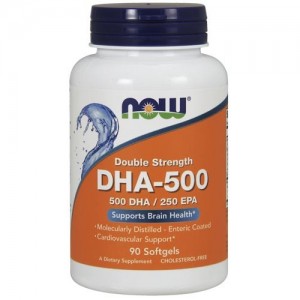 NOW
Double Strength
DHA-500
500 DHA / 250 EPA
Supports Brain Health*
• Molecularly Distilled - Enteric Coated
• Cardiovascular Support*
90 Softgels
A Dietary Supplement CHOLESTEROL-FREE